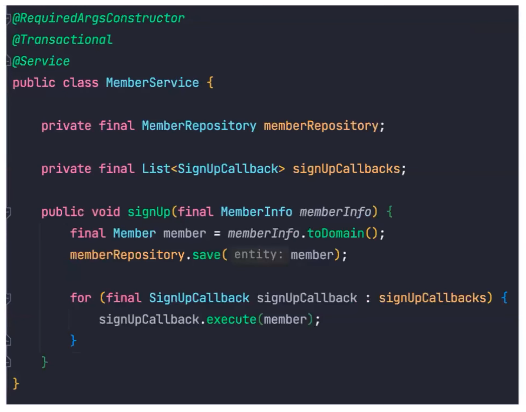 @RequiredArgsConstructor
@Transactional
@Service
public class MemberService {
private final MemberRepository memberRepository;
private final List<SignUpCallback> signUpCallbacks;
public void signUp(final MemberInfo memberInfo) {
final Member member = memberInfo.toDomain();
memberRepository.save( entity: member);
for (final SignUpCallback signUpCallback : signUpCallbacks) {
signUpCallback.execute(member);
}
}
}